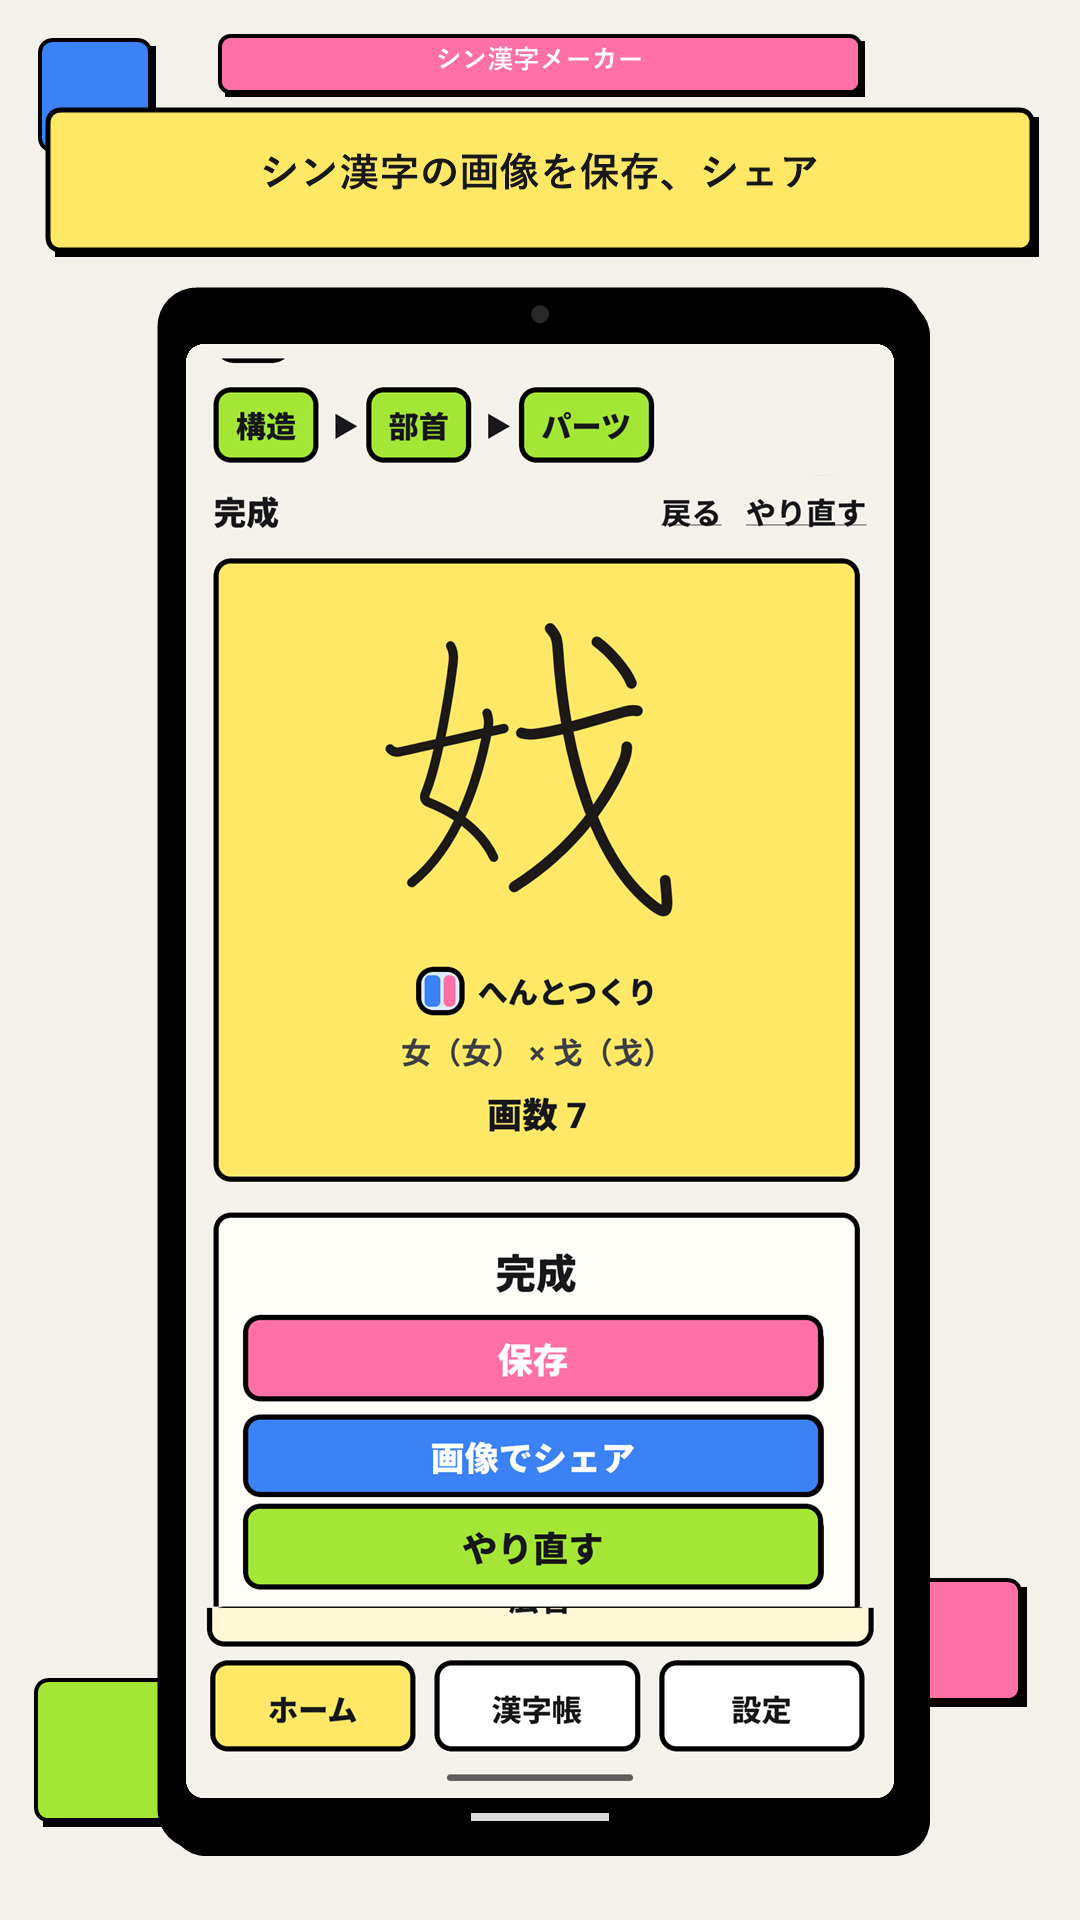 シン漢字メーカー
シン漢字の画像を保存、シェア
構造 ▶ 部首 ▶ パーツ
完成 戻る やり直す
へんとつくり
女（女） × 戈（戈）
画数 7
完成
保存
画像でシェア
やり直す
ホーム 漢字帳 設定